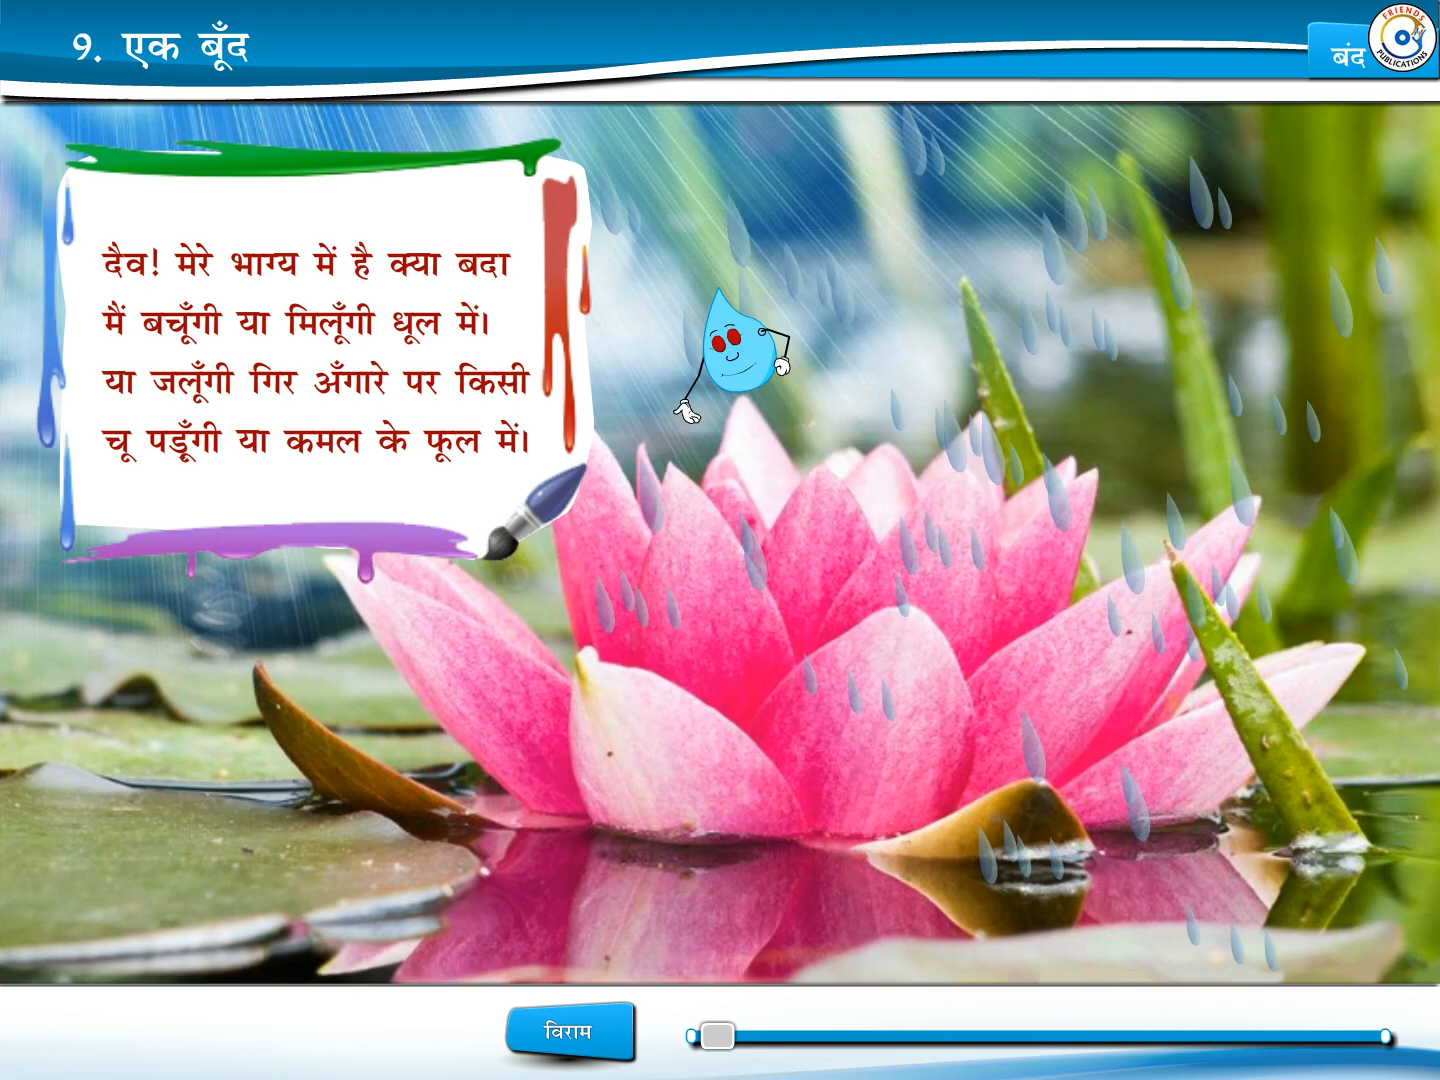 9. एक बूँद
बंद
FRIENDS
PUBLICATIONS
दैव! मेरे भाग्य में है क्या बदा
मैं बचूँगी या मिलूँगी धूल में।
या जलूँगी गिर अँगारे पर किसी
चू पड़ूँगी या कमल के फूल में।
विराम